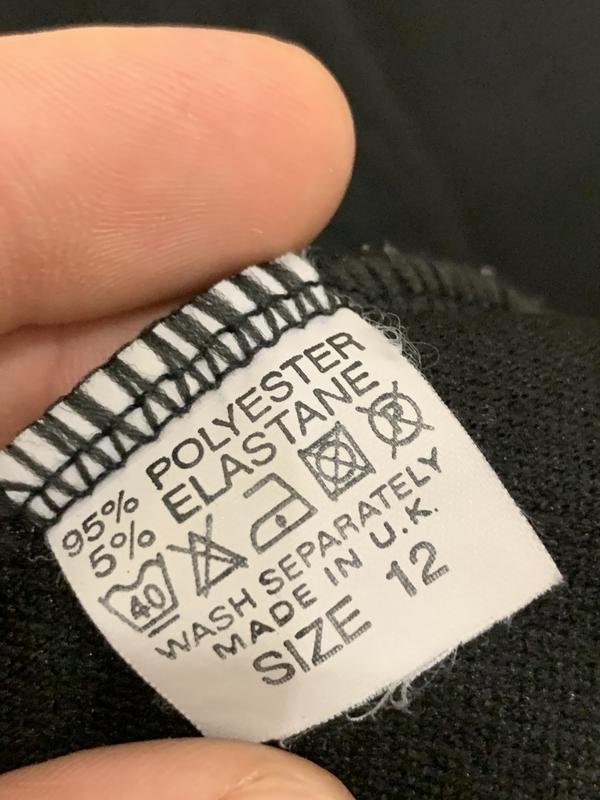 95% POLYESTER
5% ELASTANE
40 R
WASH SEPARATELY
MADE IN U.K.
SIZE 12